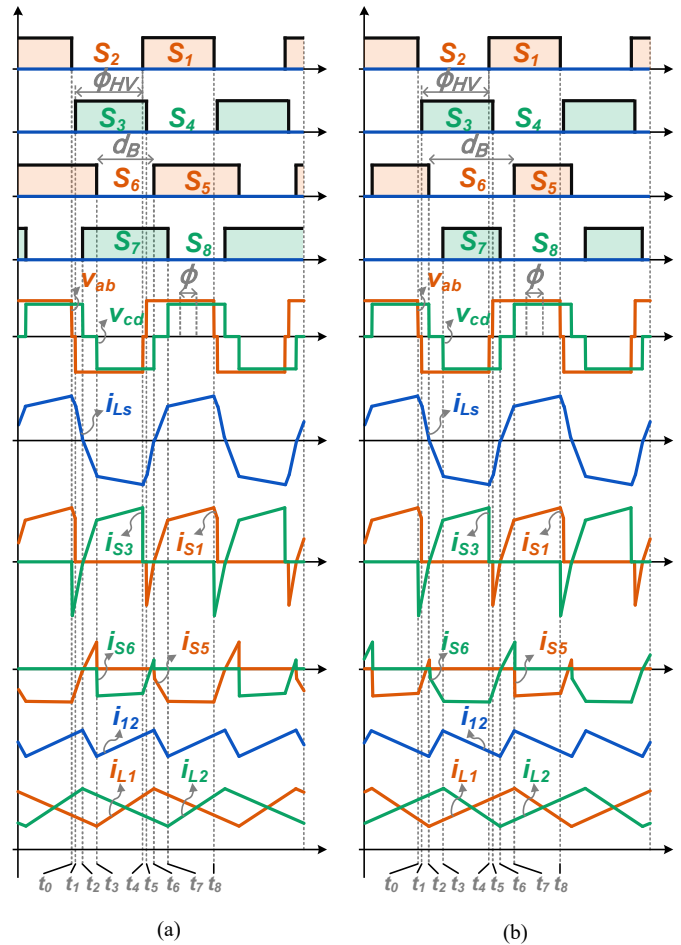 S2 S1
ϕHV
S3 S4
dB
S6 S5
S7 S8
ϕ
vab
vcd
iLs
iS3 iS1
iS6 iS5
i12
iL1 iL2
t0 t1 t2 t3 t4 t5 t6 t7 t8
(a)
S2 S1
ϕHV
S3 S4
dB
S6 S5
S7 S8
ϕ
vab
vcd
iLs
iS3 iS1
iS6 iS5
i12
iL1 iL2
t0 t1 t2 t3 t4 t5 t6 t7 t8
(b)